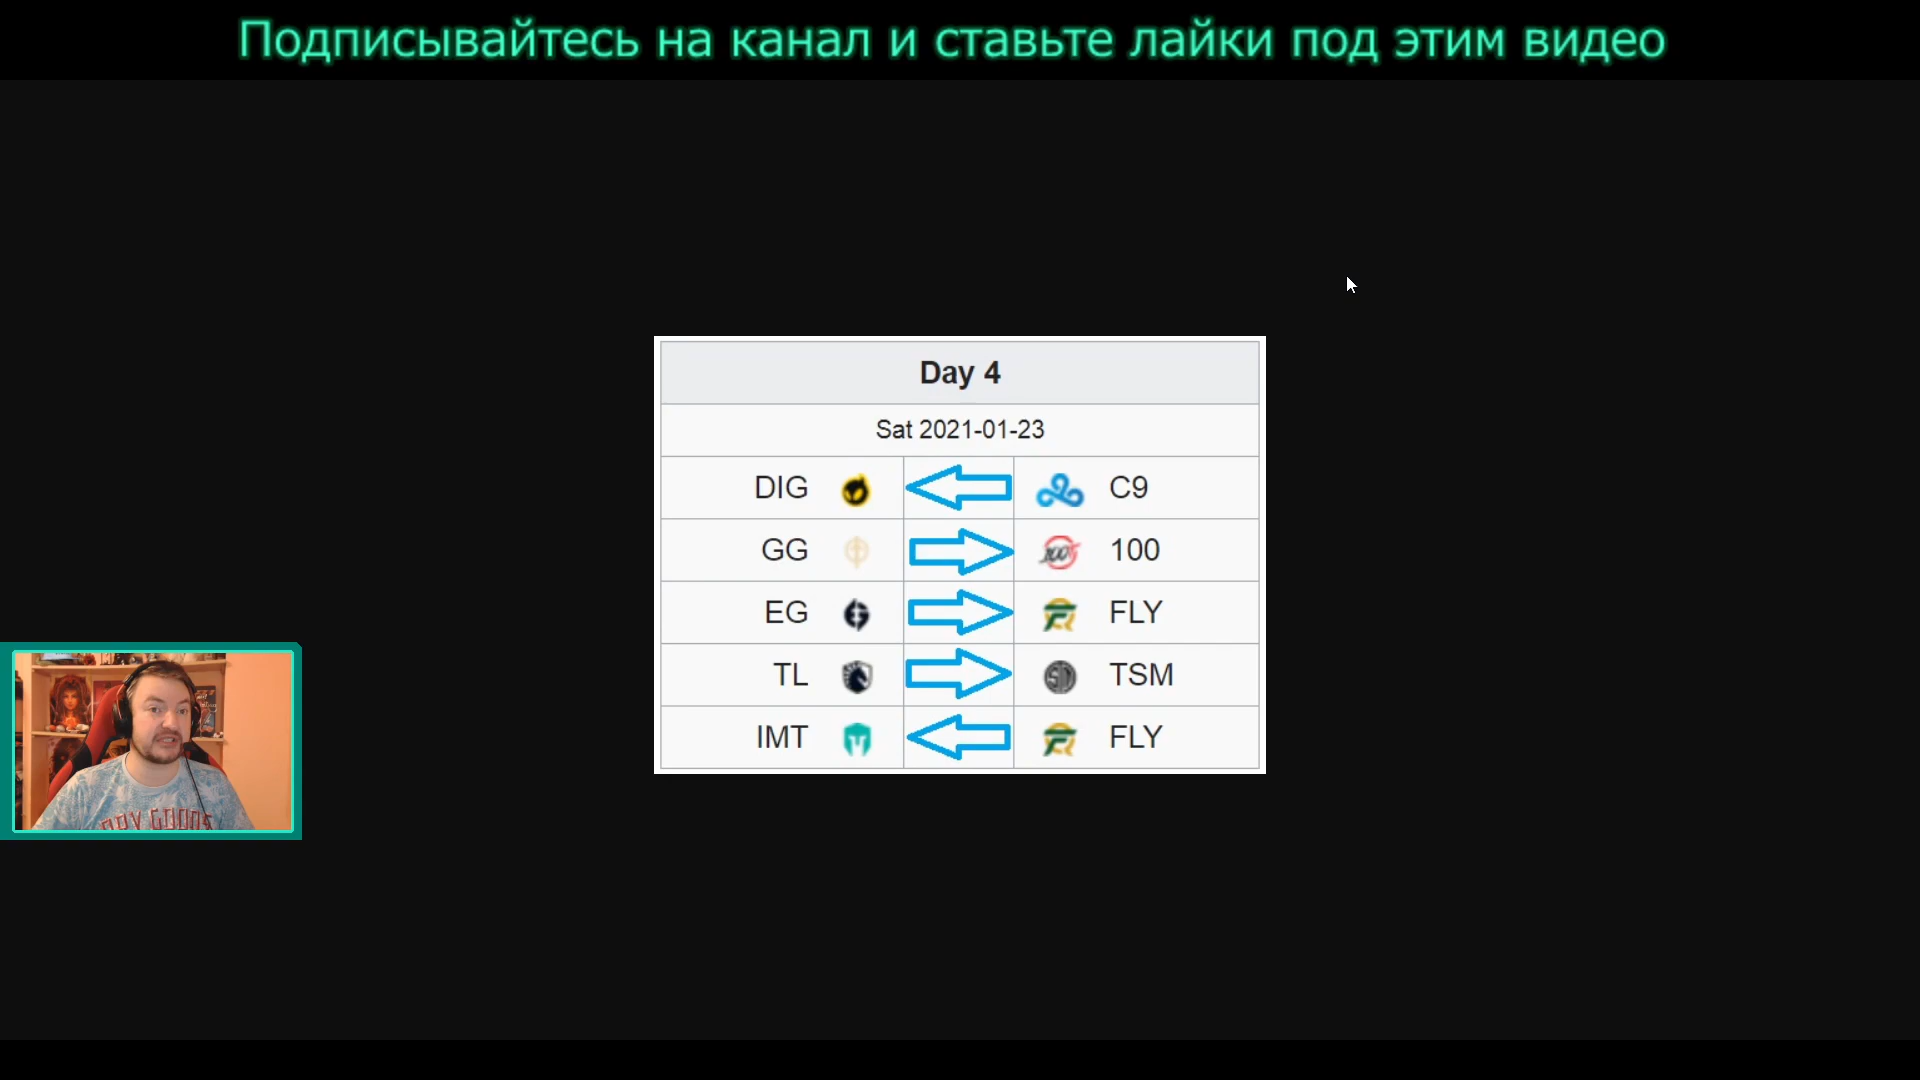 Подписывайтесь на канал и ставьте лайки под этим видео
Day 4
Sat 2021-01-23
DIG C9
GG 100
EG FLY
TL TSM
IMT FLY